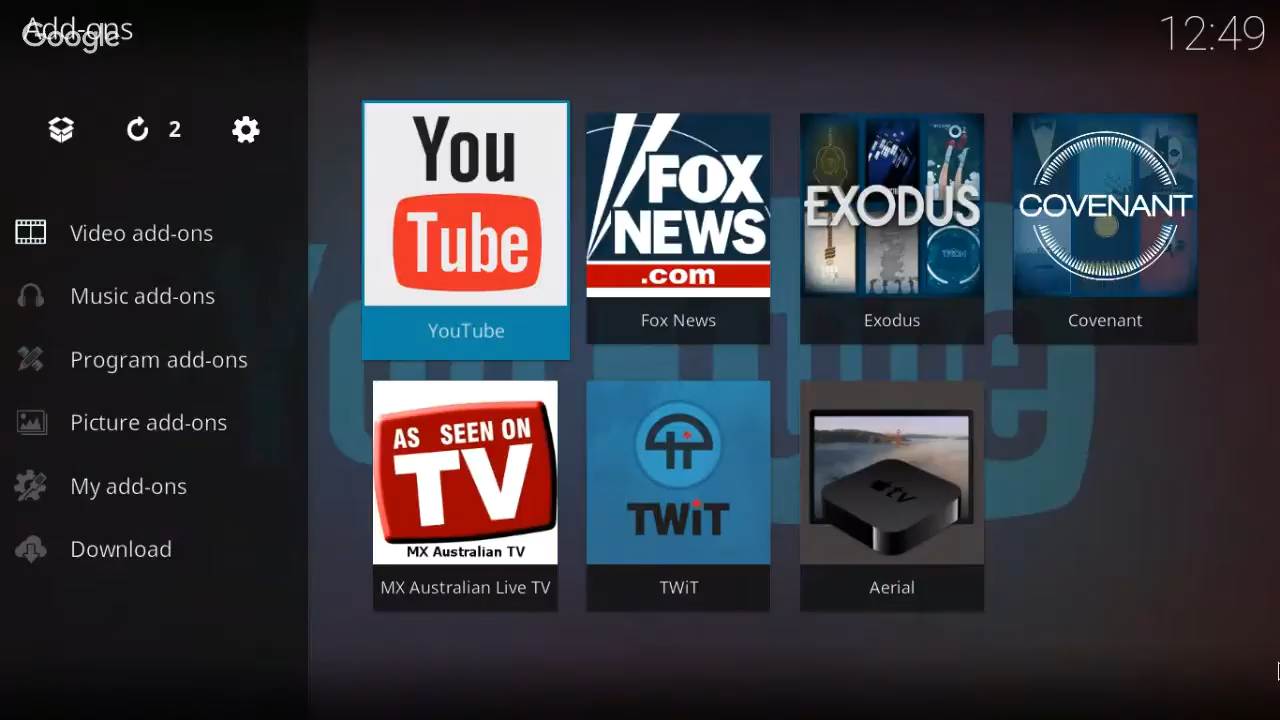 Add-ons
Google
12:49
2
Video add-ons
Music add-ons
Program add-ons
Picture add-ons
My add-ons
Download
You
Tube
YouTube
FOX
NEWS
.com
Fox News
EXODUS
Exodus
COVENANT
Covenant
AS SEEN ON
TV
MX Australian TV
MX Australian Live TV
TWiT
TWiT
tv
Aerial